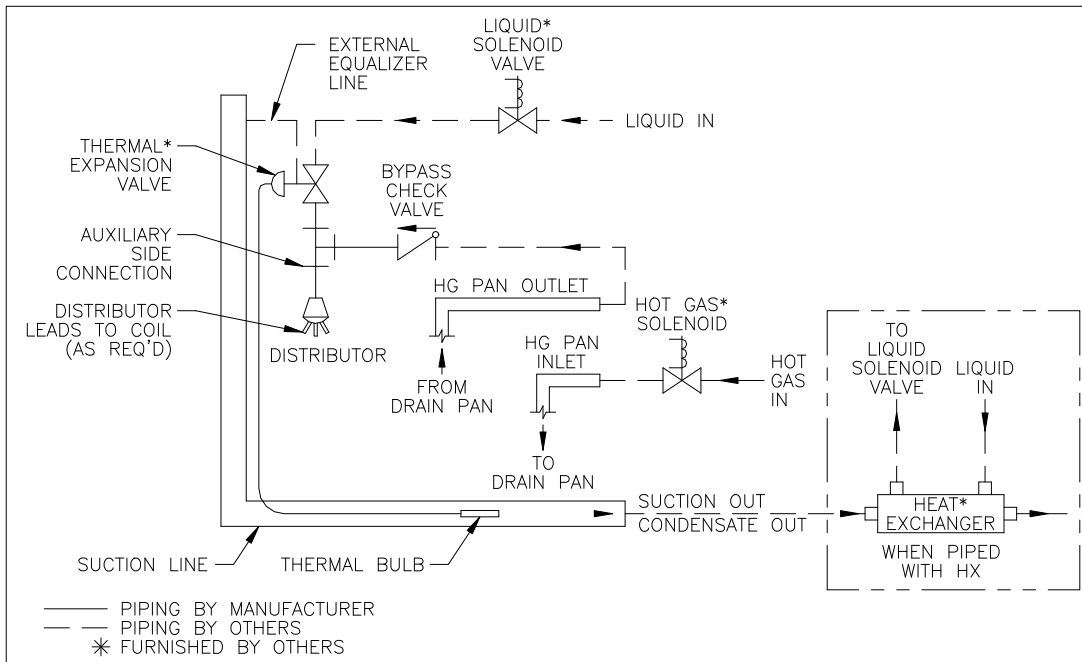 LIQUID*
SOLENOID
VALVE
EXTERNAL
EQUALIZER
LINE
LIQUID IN
THERMAL*
EXPANSION
VALVE
BYPASS
CHECK
VALVE
AUXILIARY
SIDE
CONNECTION
HG PAN OUTLET
HOT GAS*
SOLENOID
DISTRIBUTOR
LEADS TO COIL
(AS REQ'D)
DISTRIBUTOR
HG PAN
INLET
FROM
DRAIN PAN
HOT
GAS
IN
TO
LIQUID
SOLENOID
VALVE
LIQUID
IN
TO
DRAIN PAN
SUCTION OUT
CONDENSATE OUT
HEAT*
EXCHANGER
WHEN PIPED
WITH HX
SUCTION LINE
THERMAL BULB
PIPING BY MANUFACTURER
PIPING BY OTHERS
* FURNISHED BY OTHERS